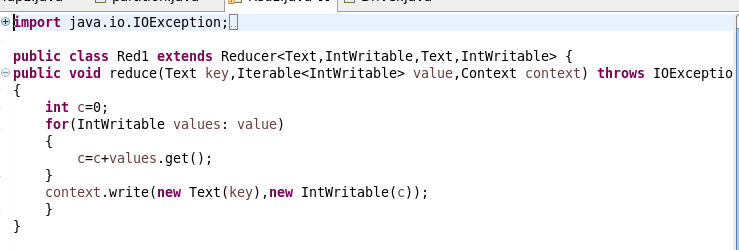 import java.io.IOException;
public class Red1 extends Reducer<Text,IntWritable,Text,IntWritable> {
public void reduce(Text key,Iterable<IntWritable> value,Context context) throws IOExceptio
{
int c=0;
for(IntWritable values: value)
{
c=c+values.get();
}
context.write(new Text(key),new IntWritable(c));
}
}